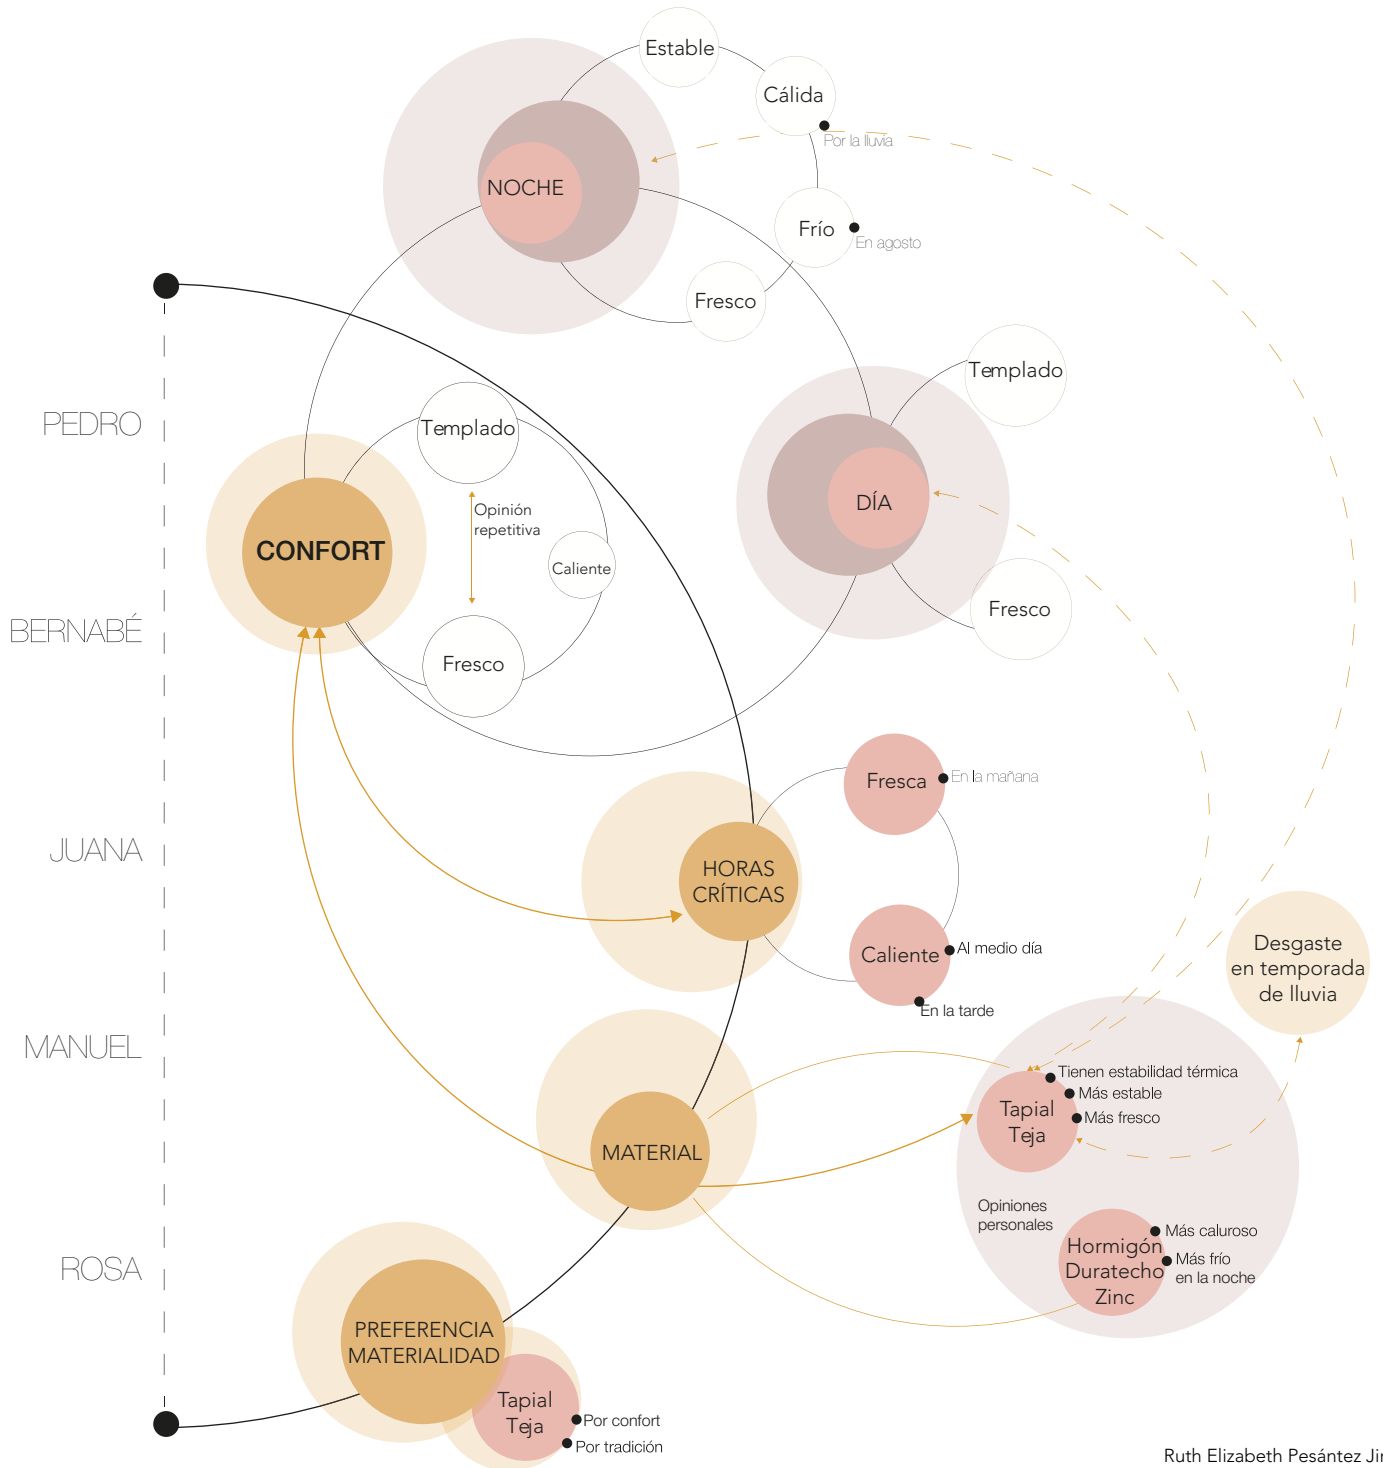 Estable
Cálida
Por la lluvía
NOCHE
Frío
En agosto
Fresco
Templado
PEDRO
Templado
DÍA
Opinión
repetitiva
CONFORT
Caliente
Fresco
BERNABÉ
Fresco
Fresca
En la mañana
JUANA
HORAS
CRÍTICAS
Caliente
Al medio día
En la tarde
Desgaste
en temporada
de lluvia
MANUEL
Tienen estabilidad térmica
Más estable
Más fresco
Tapial
Teja
MATERIAL
Opiniones
personales
Más caluroso
Hormigón
Duratecho
Zinc
Más frío
en la noche
ROSA
PREFERENCIA
MATERIALIDAD
Tapial
Teja
Por confort
Por tradición
Ruth Elizabeth Pesántez